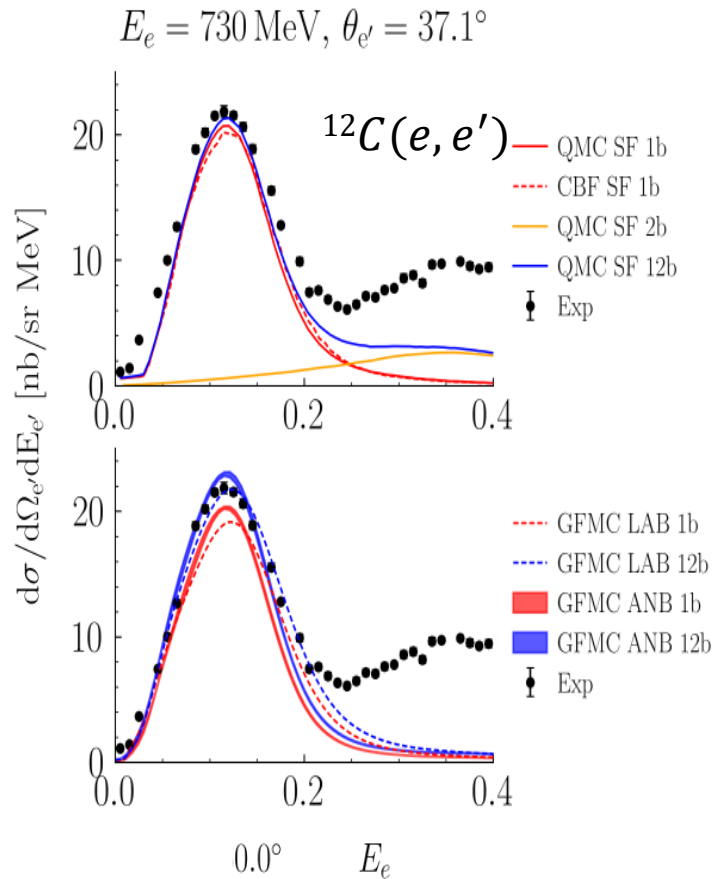 E_e = 730 MeV, θ_e′ = 37.1°
¹²C(e, e′)
QMC SF 1b
CBF SF 1b
QMC SF 2b
QMC SF 12b
Exp
20
10
0
0.0 0.2 0.4
dσ/dΩ_e′dE_e′ [nb/sr MeV]
GFMC LAB 1b
GFMC LAB 12b
GFMC ANB 1b
GFMC ANB 12b
Exp
20
10
0
0.0 0.2 0.4
0.0° E_e